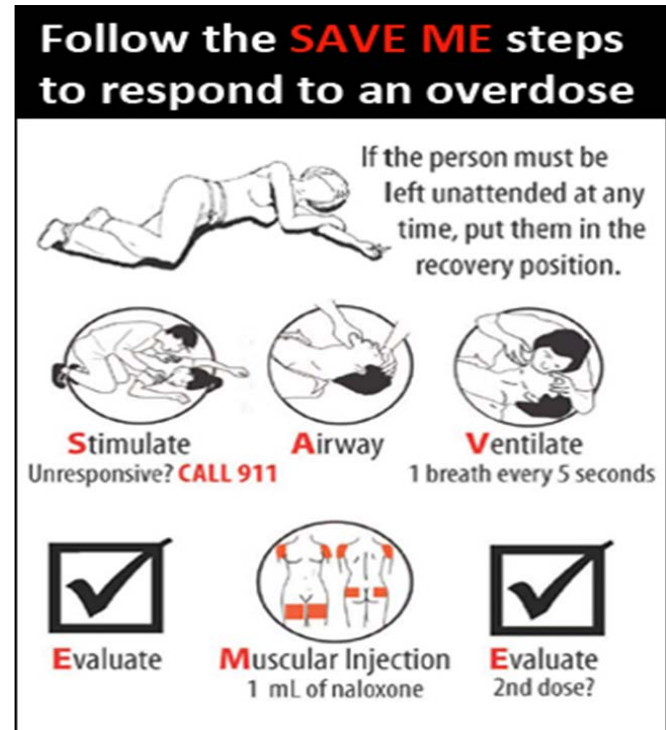 Follow the SAVE ME steps
to respond to an overdose
If the person must be
left unattended at any
time, put them in the
recovery position.
Stimulate
Unresponsive? CALL 911
Airway
Ventilate
1 breath every 5 seconds
Evaluate
Muscular Injection
1 mL of naloxone
Evaluate
2nd dose?